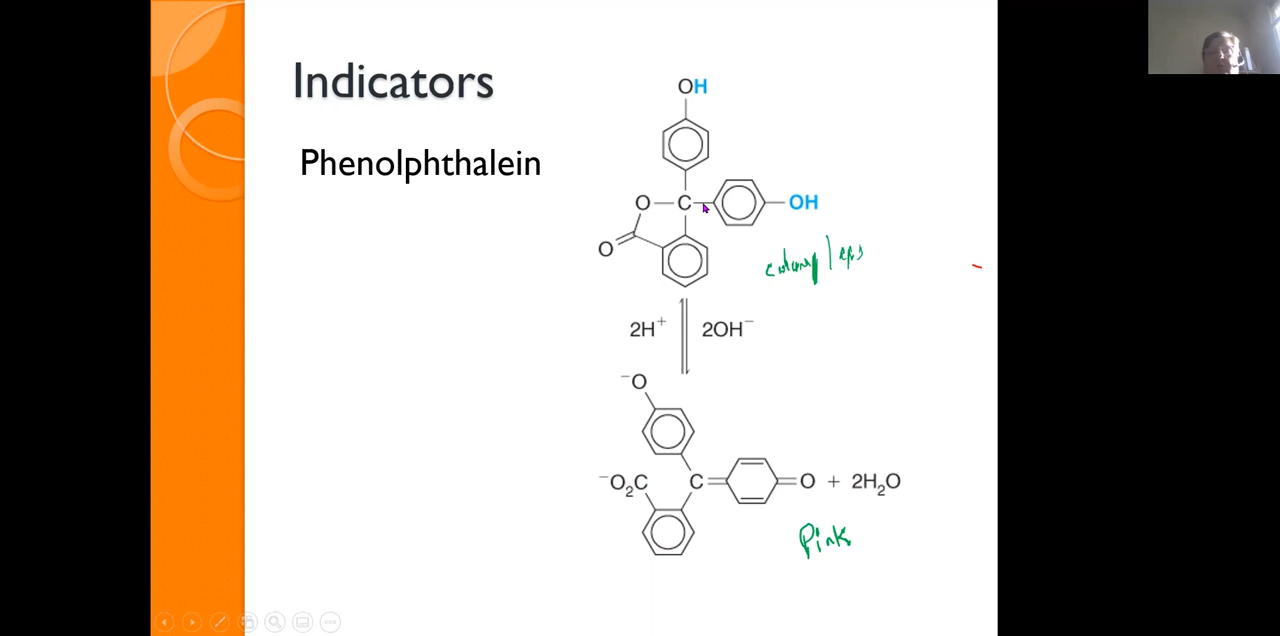 Indicators
Phenolphthalein
OH
O
C
OH
O
colourless
2H⁺
2OH⁻
⁻O
⁻O₂C
C
O + 2H₂O
Pink